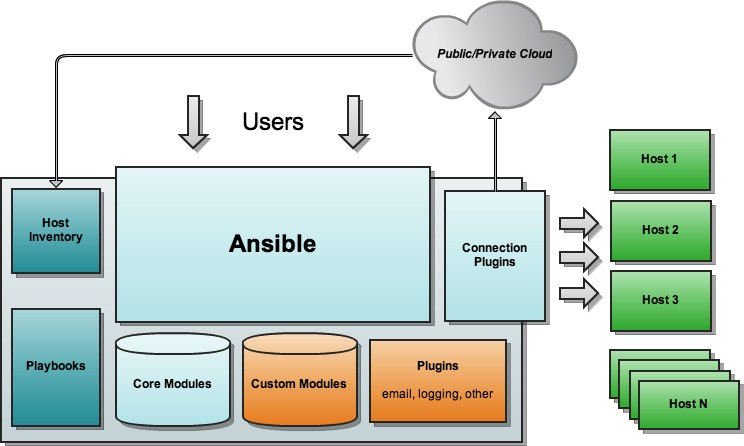 Public/Private Cloud
Users
Host
Inventory
Ansible
Connection
Plugins
Host 1
Host 2
Host 3
Host N
Playbooks
Core Modules
Custom Modules
Plugins
email, logging, other